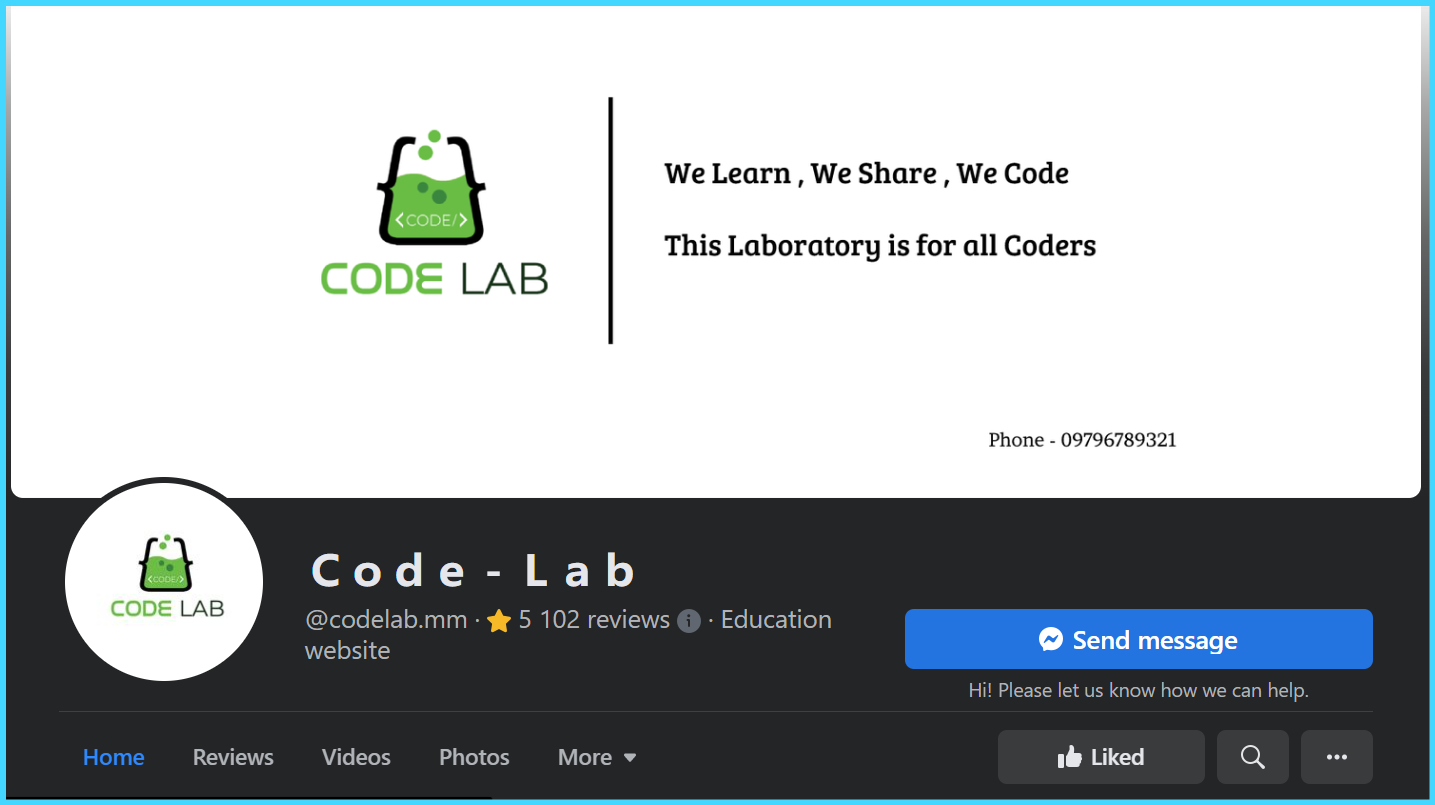 <CODE/>
CODE LAB
We Learn , We Share , We Code
This Laboratory is for all Coders
Phone - 09796789321
<CODE/>
CODE LAB
Code-Lab
@codelab.mm · 5 102 reviews · Education
website
Send message
Hi! Please let us know how we can help.
Home Reviews Videos Photos More
Liked